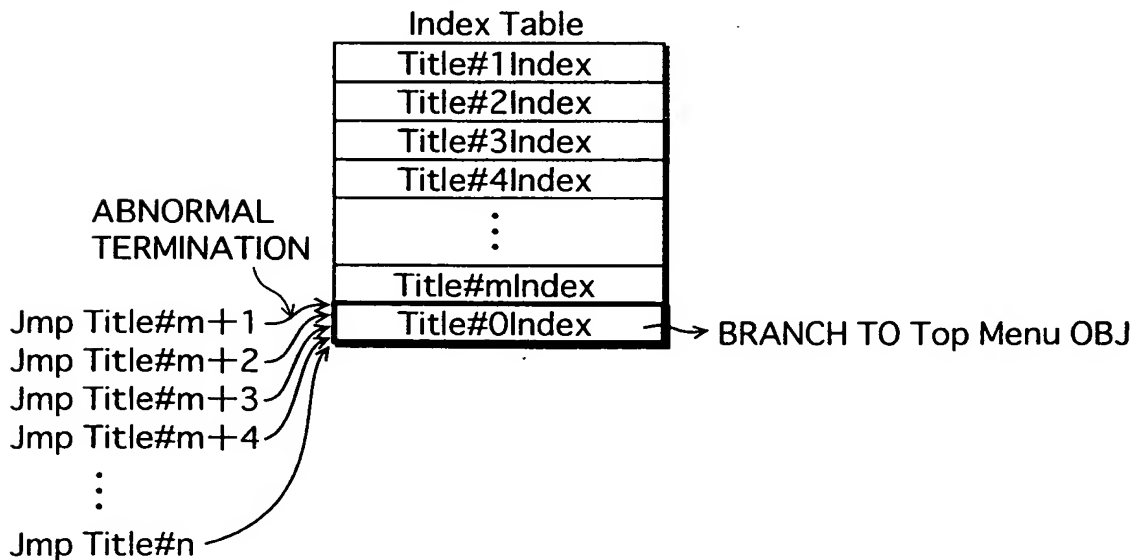 Index Table
Title#1Index
Title#2Index
Title#3Index
Title#4Index
⋮
Title#mIndex
Title#0Index
BRANCH TO Top Menu OBJ
ABNORMAL
TERMINATION
Jmp Title#m+1
Jmp Title#m+2
Jmp Title#m+3
Jmp Title#m+4
⋮
Jmp Title#n